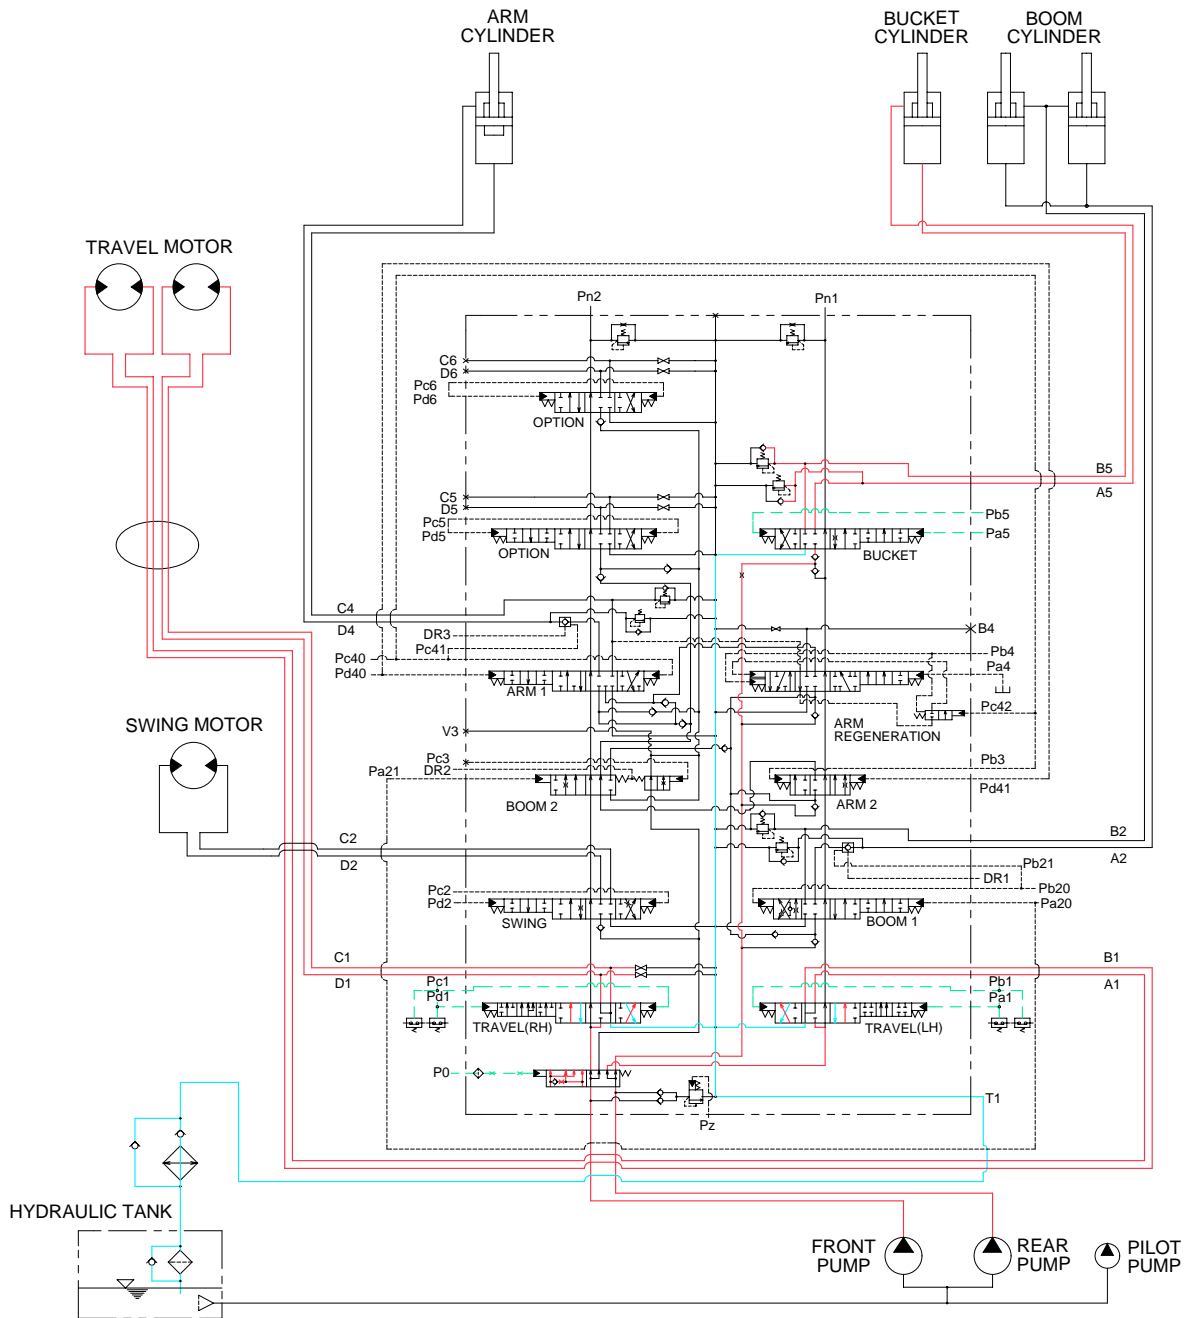 ARM
CYLINDER
BUCKET
CYLINDER
BOOM
CYLINDER
TRAVEL MOTOR
Pn2
Pn1
C6
D6
Pc6
Pd6
OPTION
B5
A5
C5
D5
Pc5
Pd5
OPTION
Pb5
Pa5
BUCKET
C4
D4
DR3
Pc41
Pc40
Pd40
ARM 1
B4
Pb4
Pa4
Pc42
ARM
REGENERATION
SWING MOTOR
V3
Pc3
DR2
Pa21
BOOM 2
Pb3
Pd41
ARM 2
C2
D2
B2
A2
Pb21
DR1
Pb20
Pa20
Pc2
Pd2
SWING
BOOM 1
C1
D1
B1
A1
Pc1
Pd1
TRAVEL(RH)
Pb1
Pa1
TRAVEL(LH)
P0
Pz
T1
HYDRAULIC TANK
FRONT
PUMP
REAR
PUMP
PILOT
PUMP